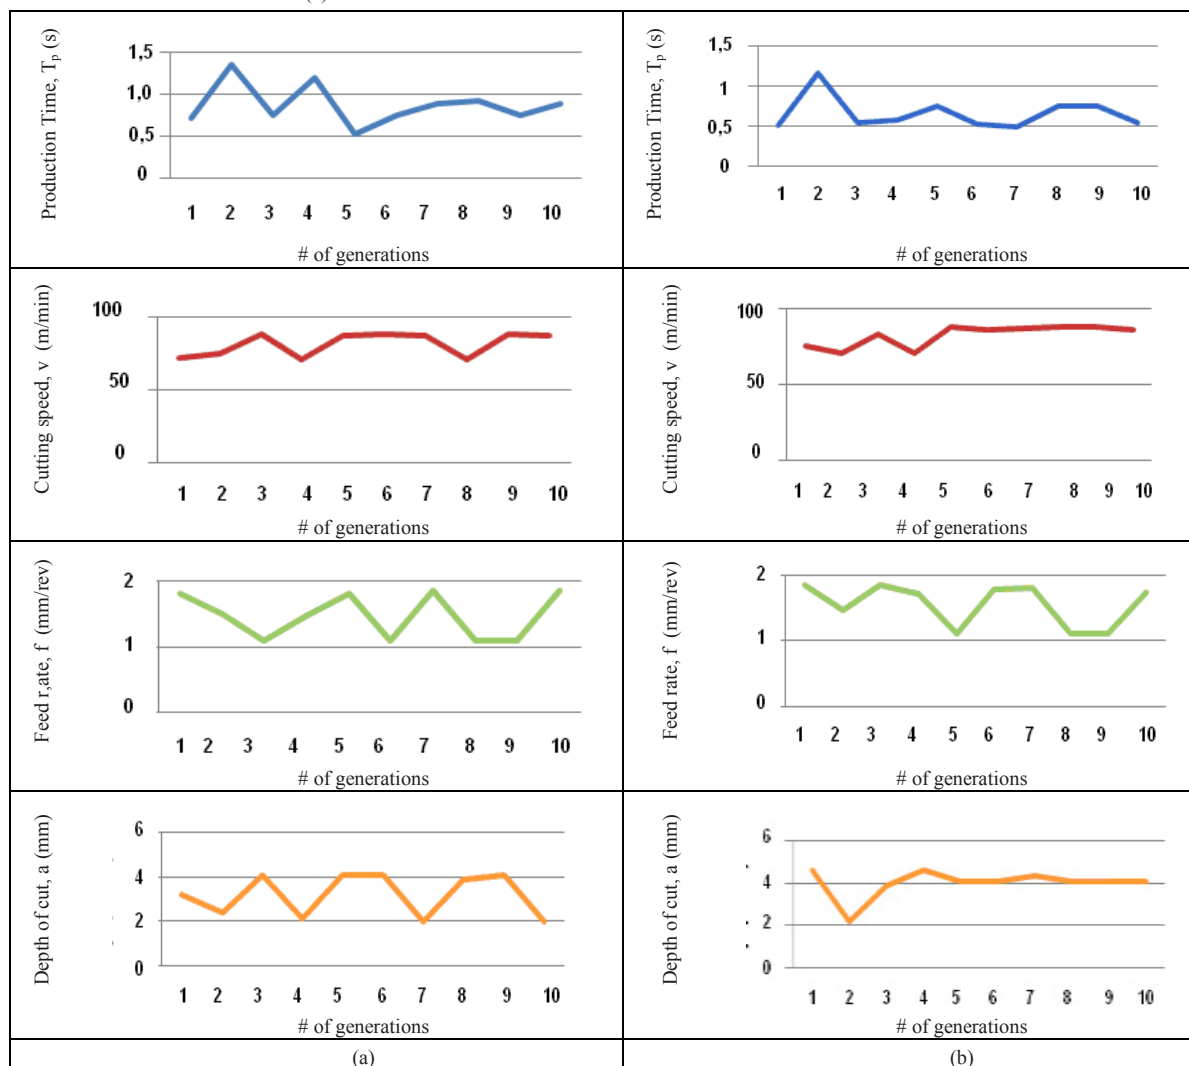 Production Time, Tp (s)
1,5
1,0
0,5
0
1 2 3 4 5 6 7 8 9 10
# of generations
Production Time, Tp (s)
1,5
1
0,5
0
1 2 3 4 5 6 7 8 9 10
# of generations
Cutting speed, v (m/min)
100
50
0
1 2 3 4 5 6 7 8 9 10
# of generations
Cutting speed, v (m/min)
100
50
0
1 2 3 4 5 6 7 8 9 10
# of generations
Feed r,ate, f (mm/rev)
2
1
0
1 2 3 4 5 6 7 8 9 10
# of generations
Feed rate, f (mm/rev)
2
1
0
1 2 3 4 5 6 7 8 9 10
# of generations
Depth of cut, a (mm)
6
4
2
0
1 2 3 4 5 6 7 8 9 10
# of generations
Depth of cut, a (mm)
6
4
2
0
1 2 3 4 5 6 7 8 9 10
# of generations
(a)
(b)